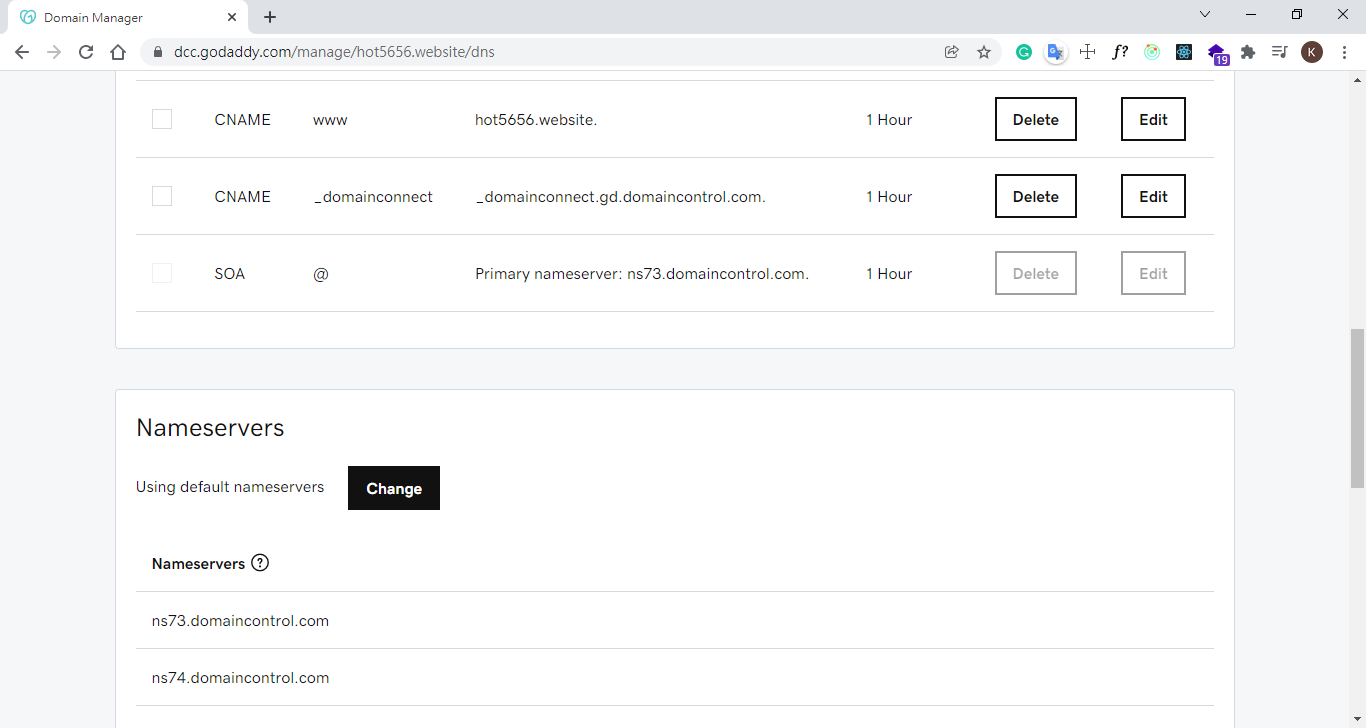 Domain Manager
dcc.godaddy.com/manage/hot5656.website/dns
f?
19
K
CNAME www hot5656.website. 1 Hour Delete Edit
CNAME _domainconnect _domainconnect.gd.domaincontrol.com. 1 Hour Delete Edit
SOA @ Primary nameserver: ns73.domaincontrol.com. 1 Hour Delete Edit
Nameservers
Using default nameservers Change
Nameservers ?
ns73.domaincontrol.com
ns74.domaincontrol.com